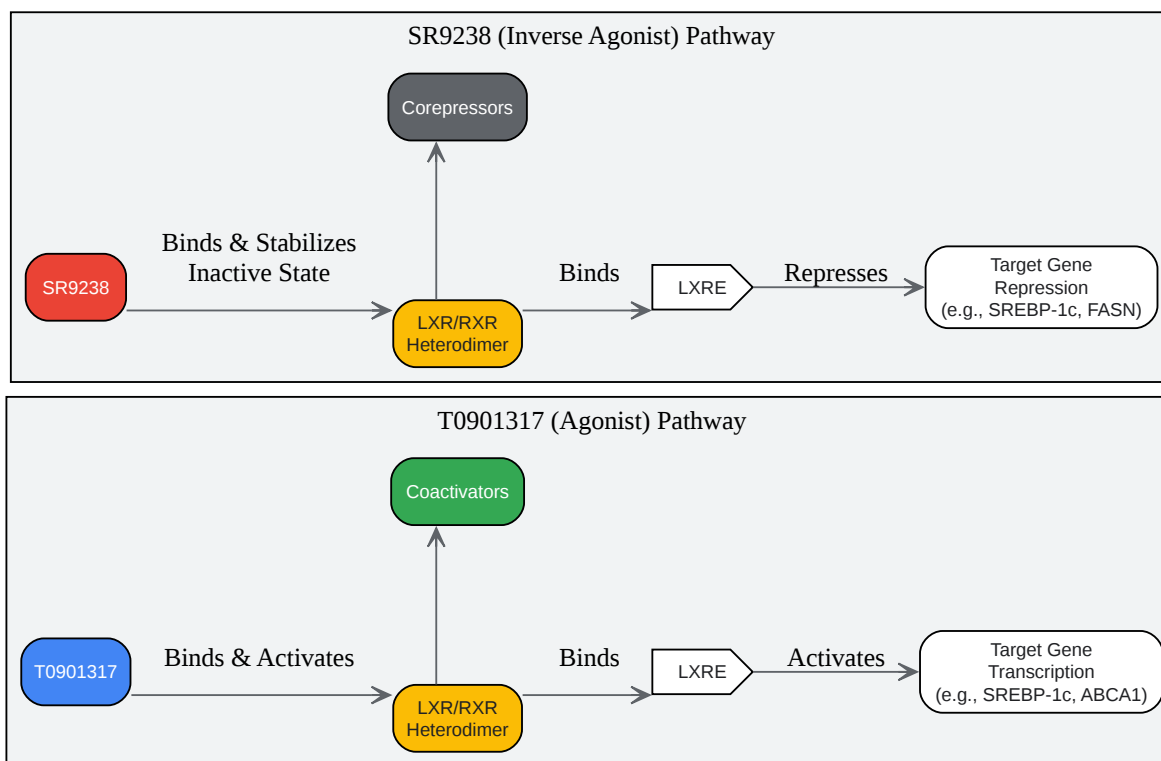 SR9238 (Inverse Agonist) Pathway
Corepressors
Binds & Stabilizes
Inactive State
SR9238
LXR/RXR
Heterodimer
Binds
LXRE
Represses
Target Gene
Repression
(e.g., SREBP-1c, FASN)
T0901317 (Agonist) Pathway
Coactivators
T0901317
Binds & Activates
LXR/RXR
Heterodimer
Binds
LXRE
Activates
Target Gene
Transcription
(e.g., SREBP-1c, ABCA1)